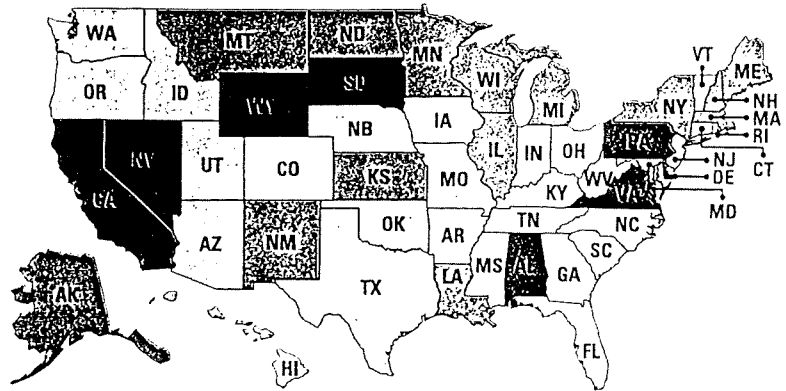 WA
MT
ND
MN
VT
ME
OR
ID
WY
SD
WI
MI
NY
NH
MA
RI
NB
IA
PA
NJ
DE
CT
NV
UT
CO
IL
IN
OH
CA
KS
MO
KY
WV
VA
MD
AZ
NM
OK
AR
TN
NC
SC
TX
LA
MS
AL
GA
AK
HI
FL